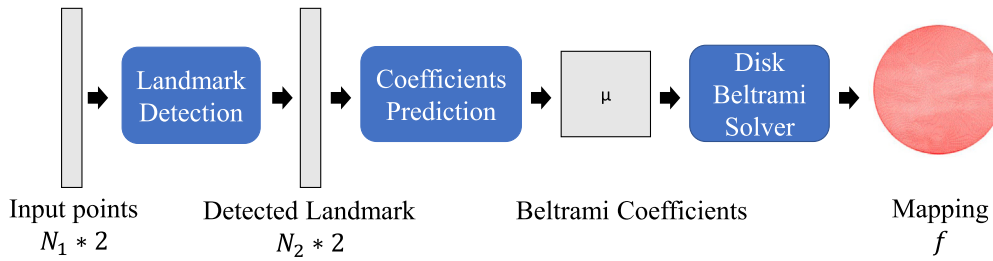 Landmark
Detection
Coefficients
Prediction
μ
Disk
Beltrami
Solver
Input points
N₁ * 2
Detected Landmark
N₂ * 2
Beltrami Coefficients
Mapping
f